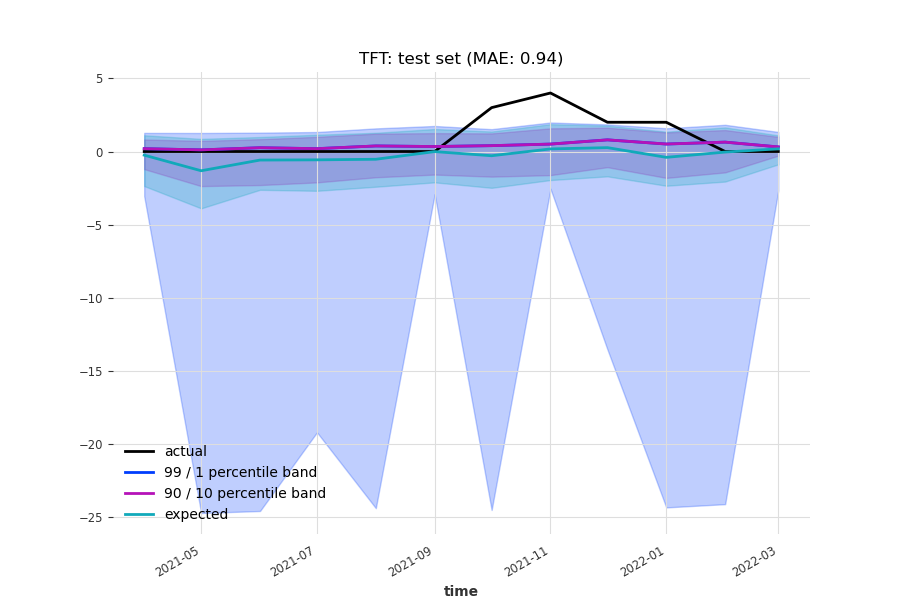 TFT: test set (MAE: 0.94)
5
0
−5
−10
−15
−20
−25
actual
99 / 1 percentile band
90 / 10 percentile band
expected
2021-05
2021-07
2021-09
2021-11
2022-01
2022-03
time